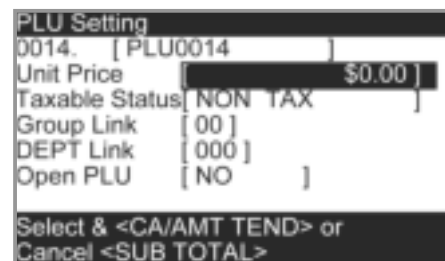 PLU Setting
0014. [ PLU0014 ]
Unit Price [ $0.00 ]
Taxable Status[ NON TAX ]
Group Link [ 00 ]
DEPT Link [ 000 ]
Open PLU [ NO ]
Select & <CA/AMT TEND> or
Cancel <SUB TOTAL>